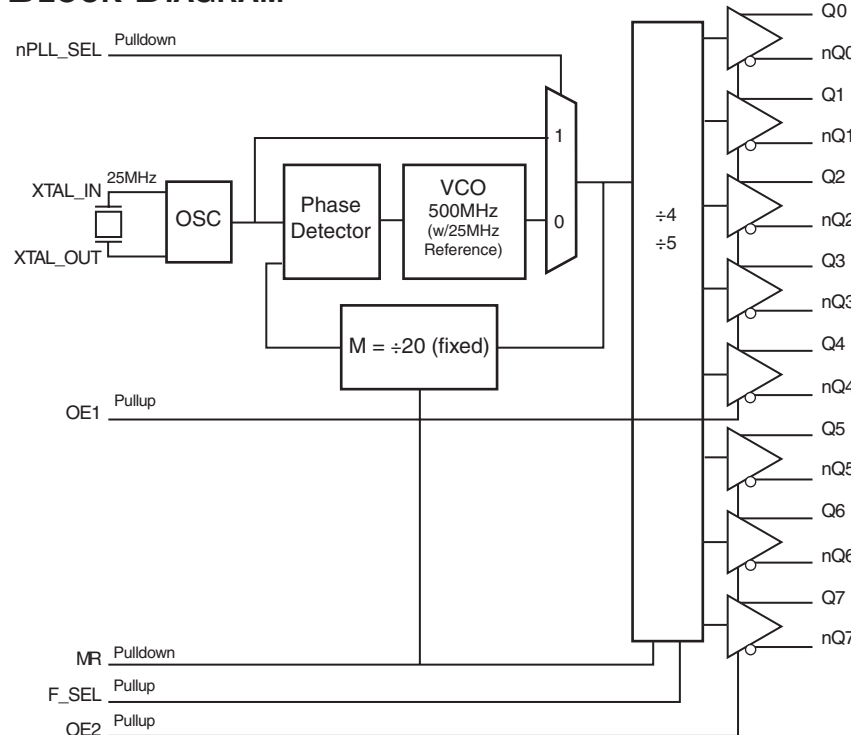 BLOCK DIAGRAM
nPLL_SEL Pulldown
XTAL_IN 25MHz
XTAL_OUT
OSC
Phase
Detector
VCO
500MHz
(w/25MHz
Reference)
1
0
M = ÷20 (fixed)
÷4
÷5
OE1 Pullup
MR Pulldown
F_SEL Pullup
OE2 Pullup
Q0
nQ0
Q1
nQ1
Q2
nQ2
Q3
nQ3
Q4
nQ4
Q5
nQ5
Q6
nQ6
Q7
nQ7